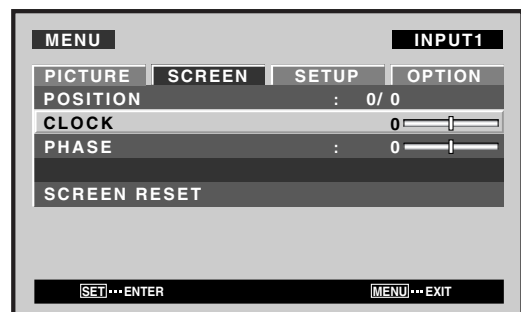 MENU INPUT1
PICTURE SCREEN SETUP OPTION
POSITION : 0/ 0
CLOCK 0
PHASE : 0
SCREEN RESET
SET ··· ENTER MENU ··· EXIT